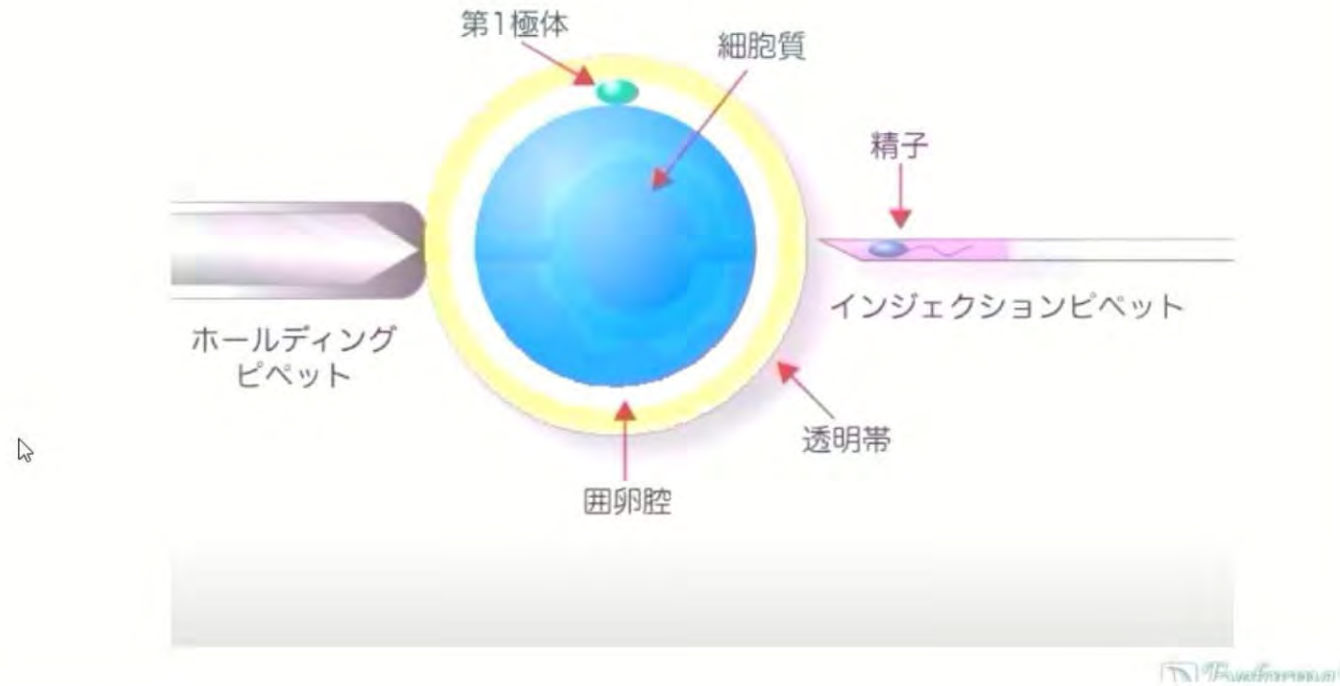 第1極体
細胞質
精子
インジェクションピペット
ホールディング
ピペット
透明帯
囲卵腔